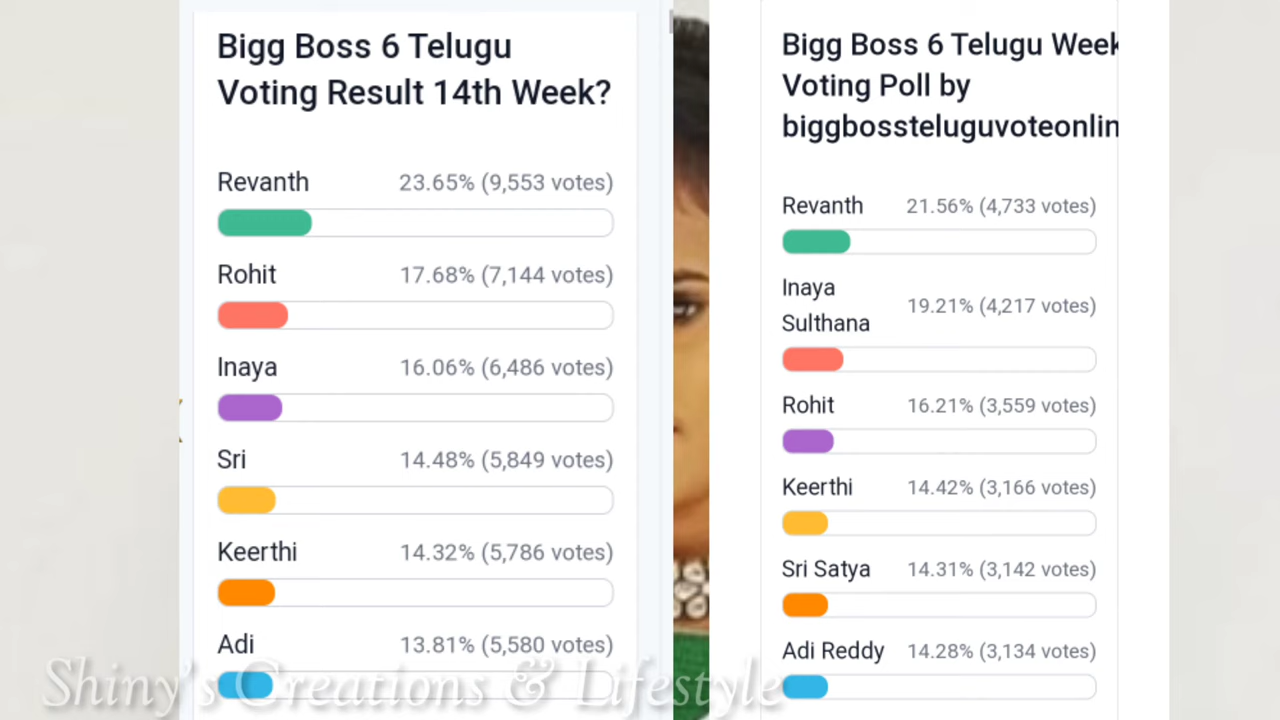 Bigg Boss 6 Telugu
Voting Result 14th Week?
Revanth 23.65% (9,553 votes)
Rohit 17.68% (7,144 votes)
Inaya 16.06% (6,486 votes)
Sri 14.48% (5,849 votes)
Keerthi 14.32% (5,786 votes)
Adi 13.81% (5,580 votes)
Bigg Boss 6 Telugu Week
Voting Poll by
biggbossteluguvoteonlin
Revanth 21.56% (4,733 votes)
Inaya
Sulthana 19.21% (4,217 votes)
Rohit 16.21% (3,559 votes)
Keerthi 14.42% (3,166 votes)
Sri Satya 14.31% (3,142 votes)
Adi Reddy 14.28% (3,134 votes)
Shiny's Creations & Lifestyle